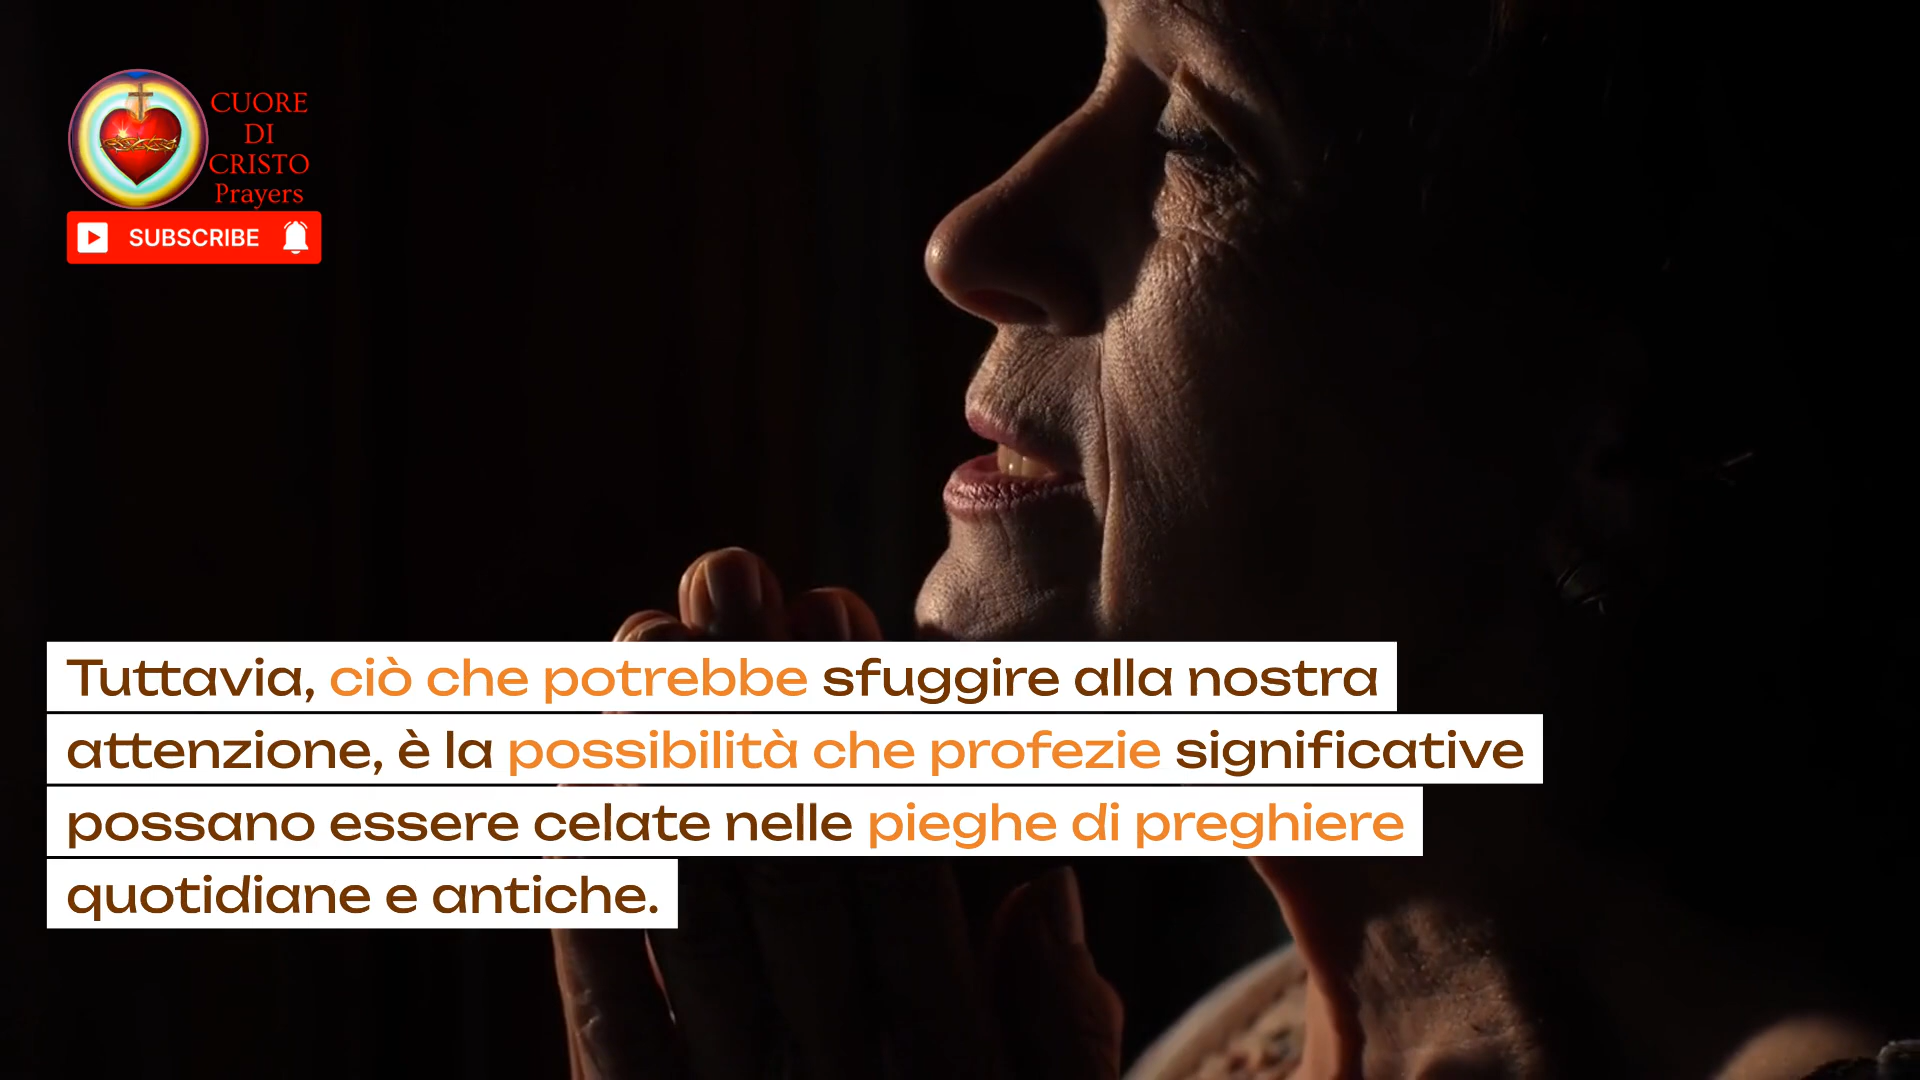 CUORE
DI
CRISTO
Prayers
SUBSCRIBE
Tuttavia, ciò che potrebbe sfuggire alla nostra
attenzione, è la possibilità che profezie significative
possano essere celate nelle pieghe di preghiere
quotidiane e antiche.